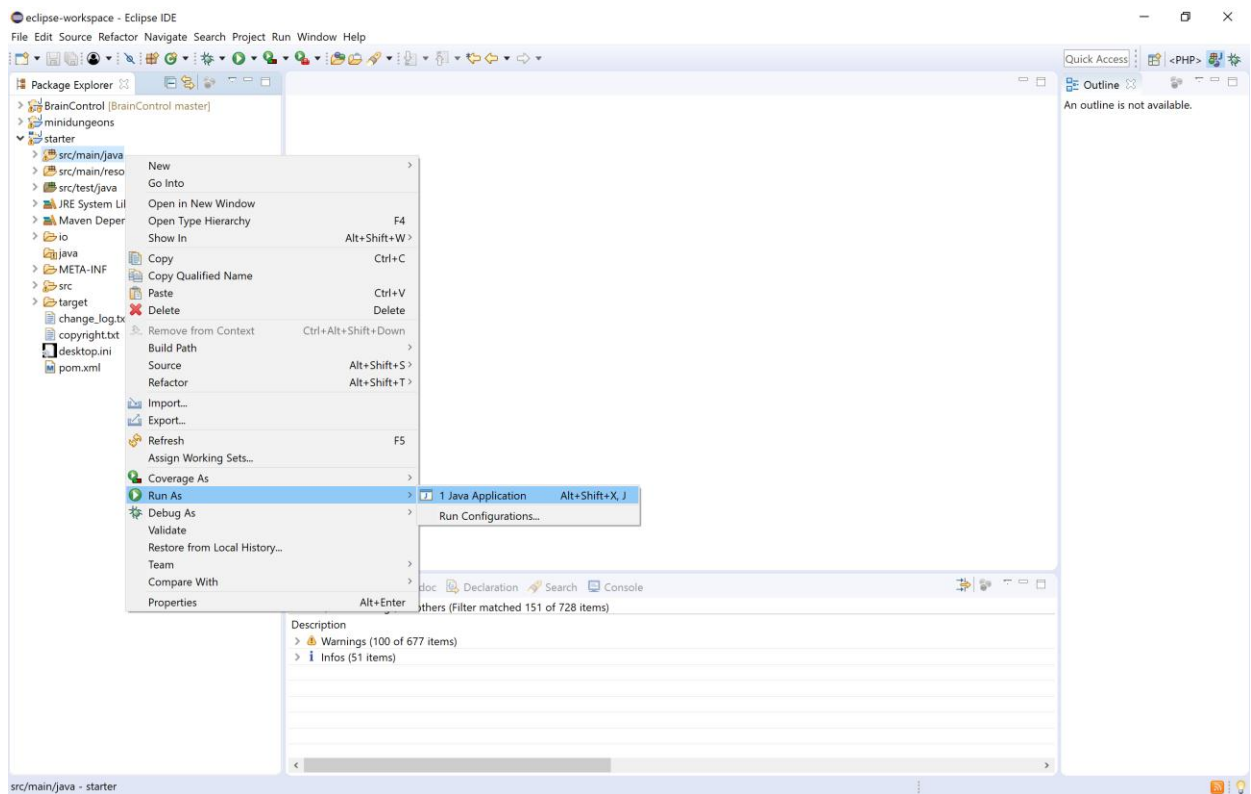 eclipse-workspace - Eclipse IDE
File Edit Source Refactor Navigate Search Project Run Window Help
Quick Access <PHP>
Package Explorer
BrainControl [BrainControl master]
minidungeons
starter
src/main/java
src/main/reso
src/test/java
JRE System Lil
Maven Deper
io
java
META-INF
src
target
change_log.tx
copyright.txt
desktop.ini
pom.xml
New
Go Into
Open in New Window
Open Type Hierarchy F4
Show In Alt+Shift+W
Copy Ctrl+C
Copy Qualified Name
Paste Ctrl+V
Delete Delete
Remove from Context Ctrl+Alt+Shift+Down
Build Path
Source Alt+Shift+S
Refactor Alt+Shift+T
Import...
Export...
Refresh F5
Assign Working Sets...
Coverage As
Run As
Debug As
Validate
Restore from Local History...
Team
Compare With
Properties Alt+Enter
1 Java Application Alt+Shift+X, J
Run Configurations...
Outline
An outline is not available.
doc Declaration Search Console
others (Filter matched 151 of 728 items)
Description
Warnings (100 of 677 items)
Infos (51 items)
src/main/java - starter